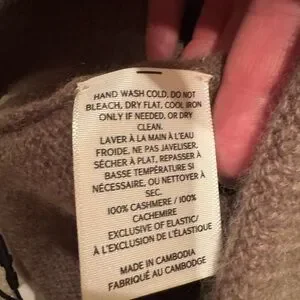 HAND WASH COLD, DO NOT
BLEACH, DRY FLAT, COOL IRON
ONLY IF NEEDED, OR DRY
CLEAN.
LAVER À LA MAIN À L'EAU
FROIDE, NE PAS JAVELISER,
SÉCHER À PLAT, REPASSER À
BASSE TEMPÉRATURE SI
NÉCESSAIRE, OU NETTOYER À
SEC.
100% CASHMERE / 100%
CACHEMIRE
EXCLUSIVE OF ELASTIC/
À L'EXCLUSION DE L'ÉLASTIQUE
MADE IN CAMBODIA
FABRIQUÉ AU CAMBODGE